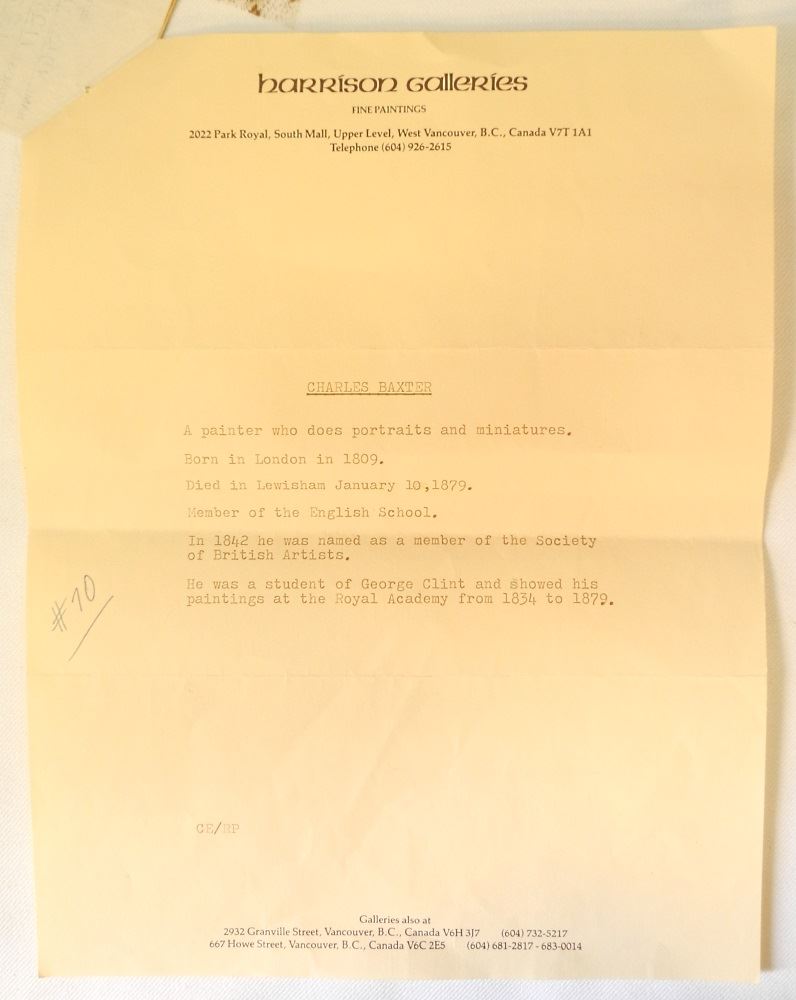 Harrison Galleries
FINE PAINTINGS
2022 Park Royal, South Mall, Upper Level, West Vancouver, B.C., Canada V7T 1A1
Telephone (604) 926-2615
CHARLES BAXTER
A painter who does portraits and miniatures.
Born in London in 1809.
Died in Lewisham January 10,1879.
Member of the English School.
In 1842 he was named as a member of the Society
of British Artists.
He was a student of George Clint and showed his
paintings at the Royal Academy from 1834 to 1879.
#10
CE/RP
Galleries also at
2932 Granville Street, Vancouver, B.C., Canada V6H 3J7 (604) 732-5217
667 Howe Street, Vancouver, B.C., Canada V6C 2E5 (604) 681-2817 - 683-0014